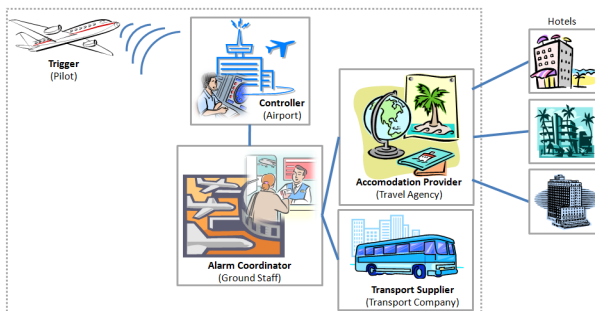 Hotels
Trigger
(Pilot)
Controller
(Airport)
Accomodation Provider
(Travel Agency)
Alarm Coordinator
(Ground Staff)
Transport Supplier
(Transport Company)